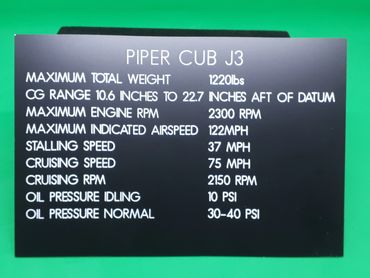 PIPER CUB J3
MAXIMUM TOTAL WEIGHT 1220lbs
CG RANGE 10.6 INCHES TO 22.7 INCHES AFT OF DATUM
MAXIMUM ENGINE RPM 2300 RPM
MAXIMUM INDICATED AIRSPEED 122MPH
STALLING SPEED 37 MPH
CRUISING SPEED 75 MPH
CRUISING RPM 2150 RPM
OIL PRESSURE IDLING 10 PSI
OIL PRESSURE NORMAL 30-40 PSI